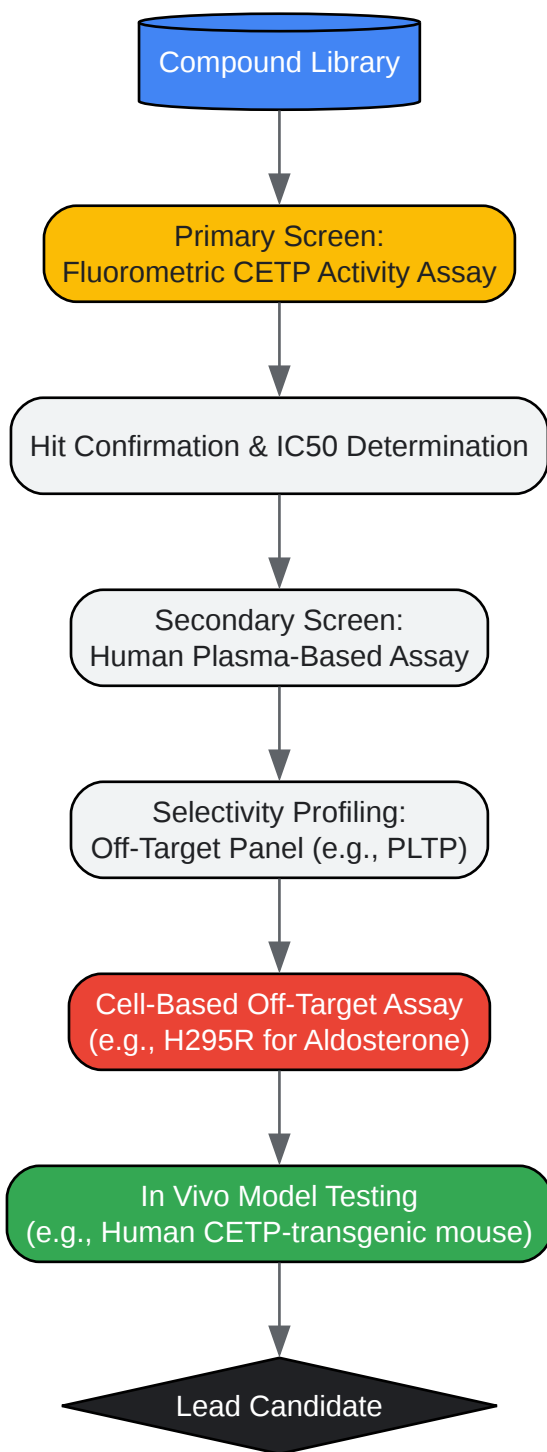 Compound Library
Primary Screen:
Fluorometric CETP Activity Assay
Hit Confirmation & IC50 Determination
Secondary Screen:
Human Plasma-Based Assay
Selectivity Profiling:
Off-Target Panel (e.g., PLTP)
Cell-Based Off-Target Assay
(e.g., H295R for Aldosterone)
In Vivo Model Testing
(e.g., Human CETP-transgenic mouse)
Lead Candidate